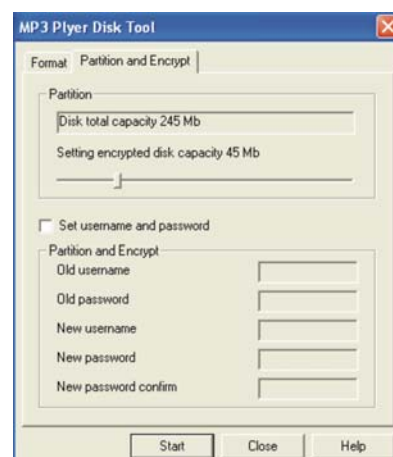 MP3 Plyer Disk Tool
Format Partition and Encrypt
Partition
Disk total capacity 245 Mb
Setting encrypted disk capacity 45 Mb
Set username and password
Partition and Encrypt
Old username
Old password
New username
New password
New password confirm
Start Close Help